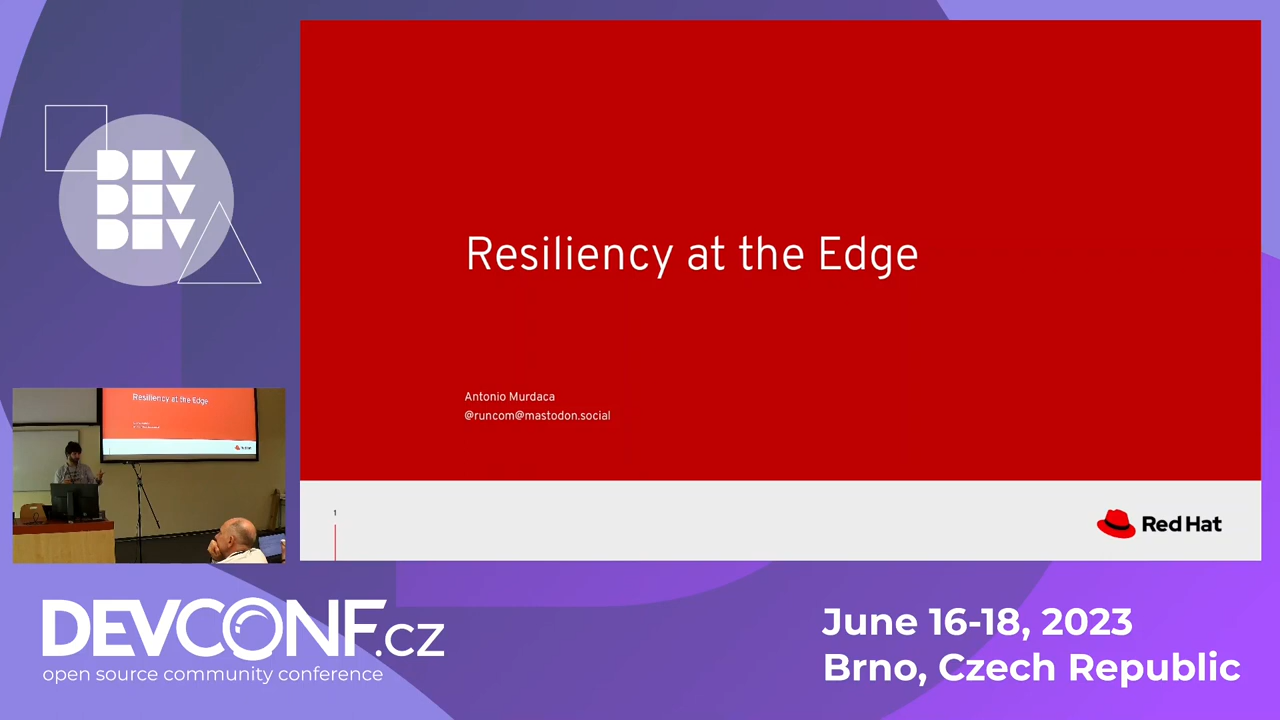 DEV
DEV
DEV
Resiliency at the Edge
Antonio Murdaca
@runcom@mastodon.social
1
Red Hat
Resiliency at the Edge
DEVCONF.cz
open source community conference
June 16-18, 2023
Brno, Czech Republic